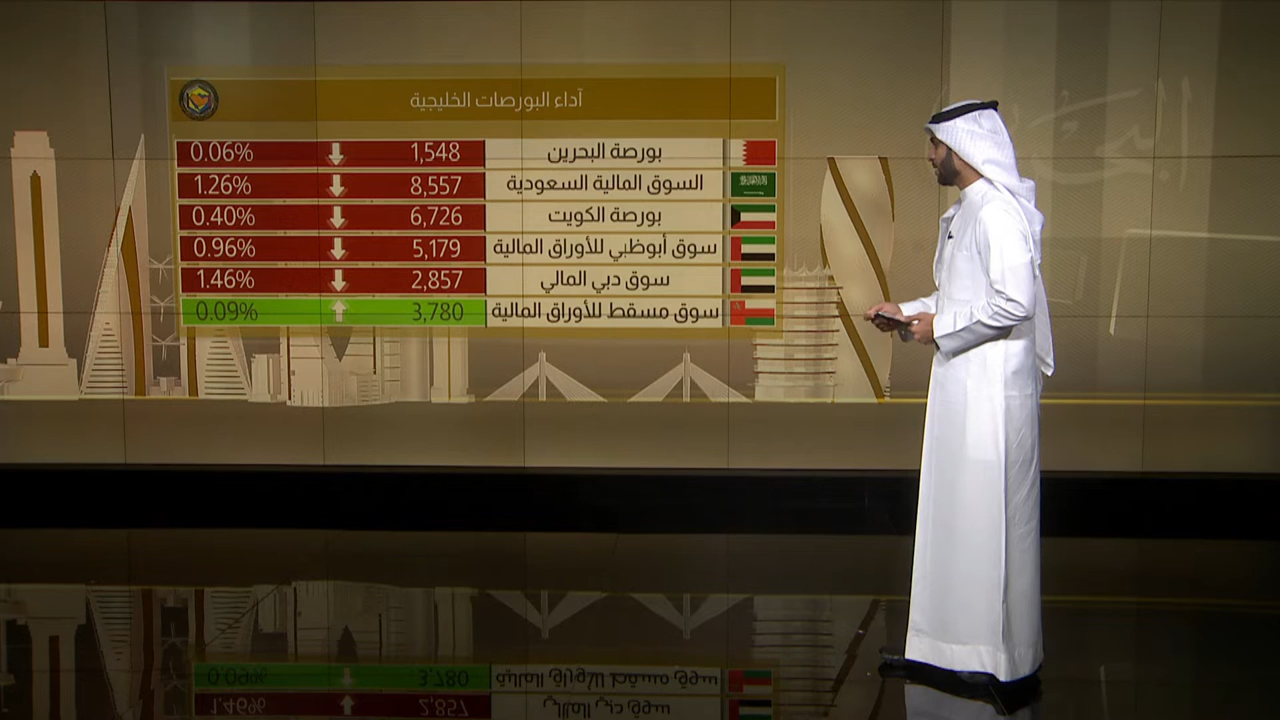 آداء البورصات الخليجية
بورصة البحرين 1,548 0.06%
السوق المالية السعودية 8,557 1.26%
بورصة الكويت 6,726 0.40%
سوق أبوظبي للأوراق المالية 5,179 0.96%
سوق دبي المالي 2,857 1.46%
سوق مسقط للأوراق المالية 3,780 0.09%